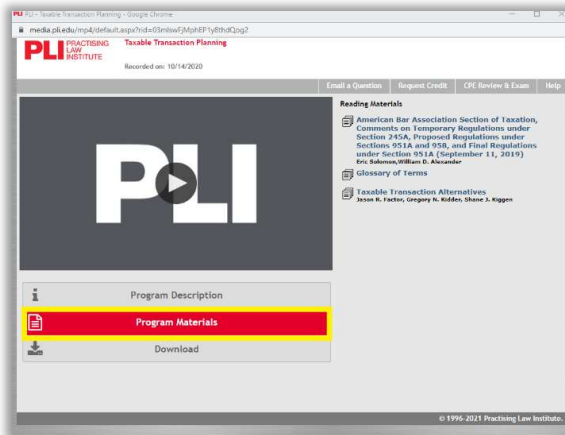 PLI - Taxable Transaction Planning - Google Chrome
media.pli.edu/mp4/default.aspx?rid=03mlswFjMphEP1y8thdQog2
PLI PRACTISING
LAW
INSTITUTE
Taxable Transaction Planning
Recorded on: 10/14/2020
Email a Question Request Credit CPE Review & Exam Help
PLI
Reading Materials
American Bar Association Section of Taxation,
Comments on Temporary Regulations under
Section 245A, Proposed Regulations under
Sections 951A and 958, and Final Regulations
under Section 951A (September 11, 2019)
Eric Solomon,William D. Alexander
Glossary of Terms
Taxable Transaction Alternatives
Jason R. Factor, Gregory N. Kidder, Shane J. Kiggen
Program Description
Program Materials
Download
© 1996-2021 Practising Law Institute.